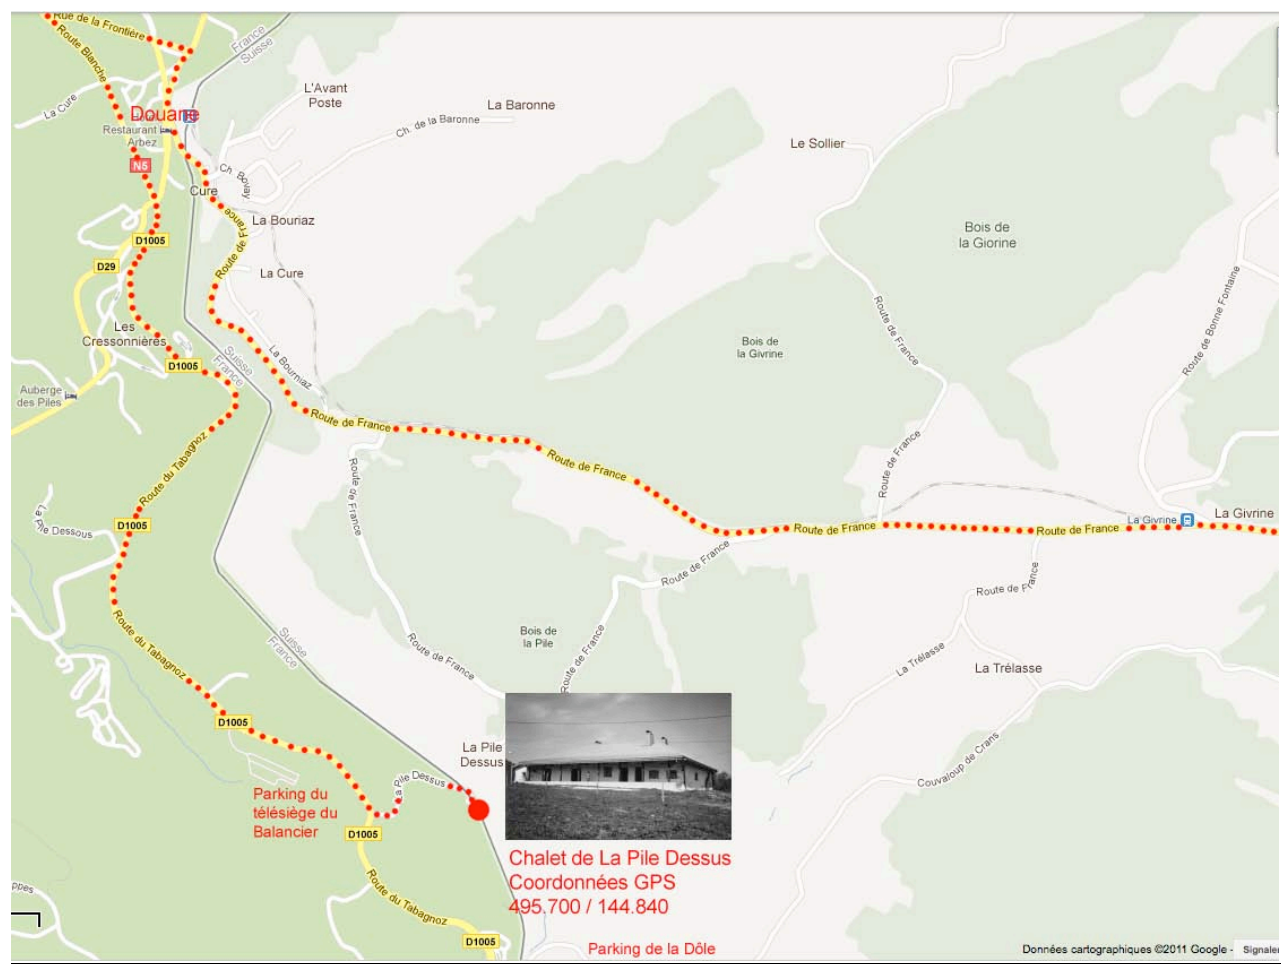 Rue de la Frontière
Route Blanche
France
Suisse
L'Avant
Poste
La Baronne
La Cure
Douane
Restaurant
Arbez
Ch. de la Baronne
Le Sollier
N5
Ch. Bovay
Cure
Route de France
La Bouriaz
Bois de
la Giorine
D1005
D29
La Cure
Route de France
Route de Bonne Fontaine
Les
Cressonnières
Suisse
France
La Bourniaz
Bois de
la Givrine
D1005
Auberge
des Piles
Route de France
Route du Tabagnoz
Route de France
Route de France
Route de France
La Pile Dessous
D1005
Route de France
Route de France
La Givrine
La Givrine
Route de France
Route de France
Route du Tabagnoz
Suisse
France
Bois de
la Pile
Route de France
Route de France
La Trélasse
La Trélasse
D1005
La Pile
Dessus
La Pile Dessus
Couvaloup de Crans
Parking du
télésiège du
Balancier
D1005
Chalet de La Pile Dessus
Coordonnées GPS
495.700 / 144.840
Route du Tabagnoz
D1005
Parking de la Dôle
Données cartographiques ©2011 Google -
Signaler